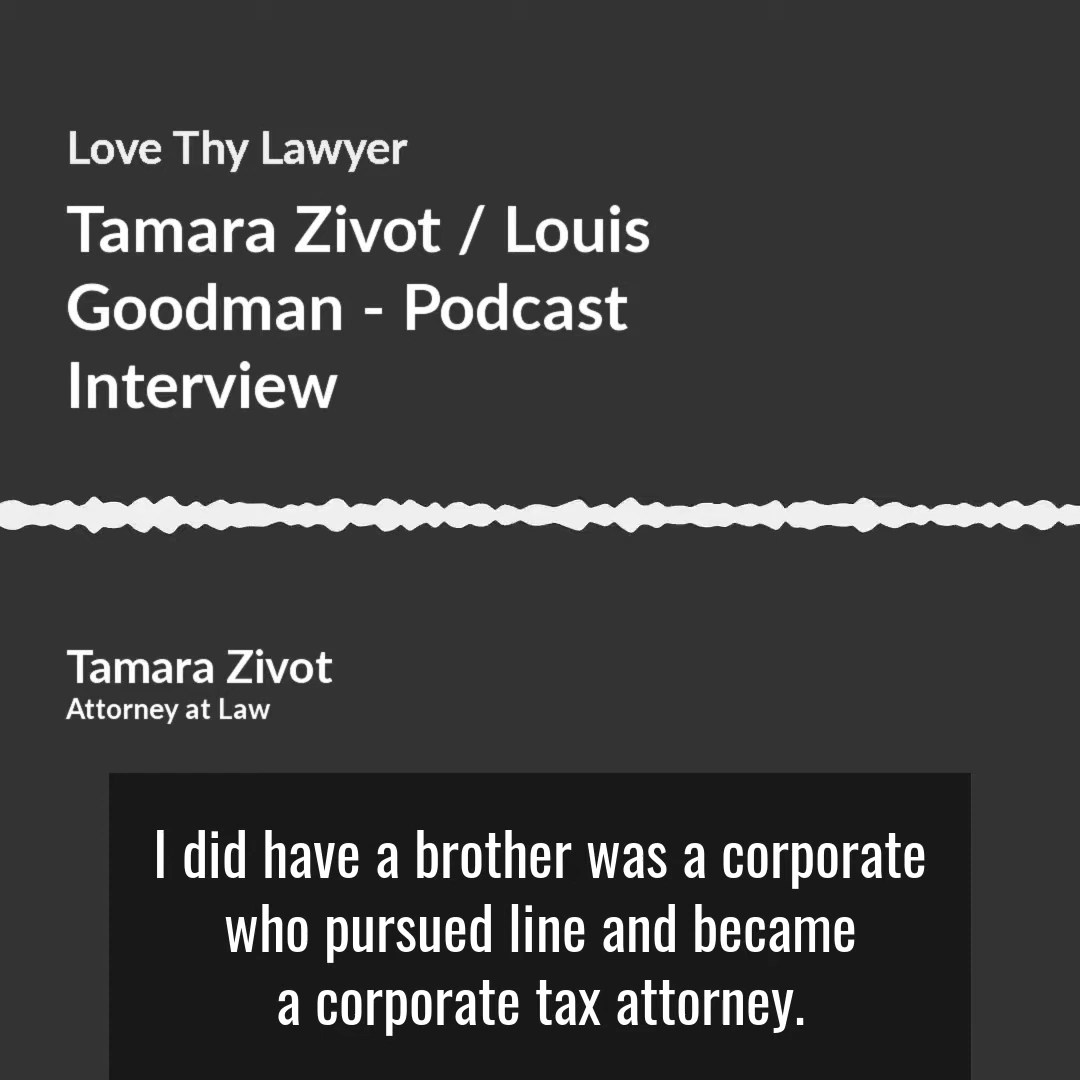 Love Thy Lawyer
Tamara Zivot / Louis
Goodman - Podcast
Interview
Tamara Zivot
Attorney at Law
I did have a brother was a corporate
who pursued line and became
a corporate tax attorney.